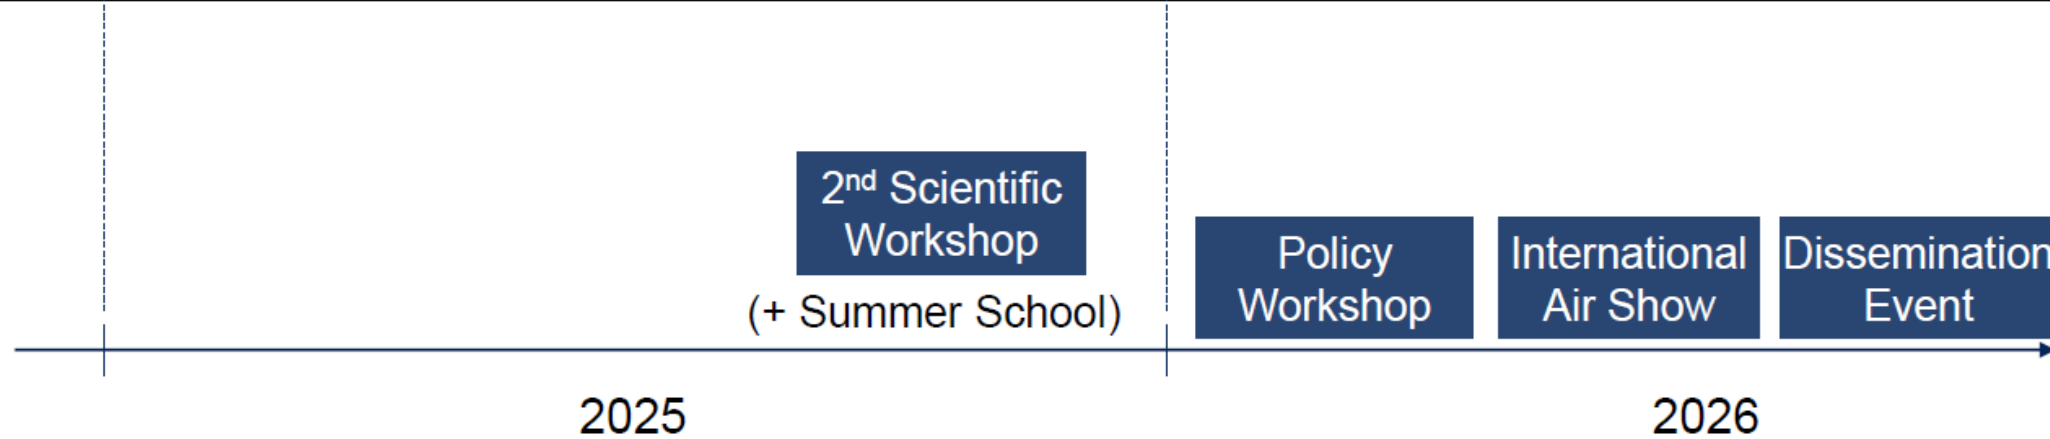 2nd Scientific
Workshop
(+ Summer School)
Policy
Workshop
International
Air Show
Dissemination
Event
2025
2026